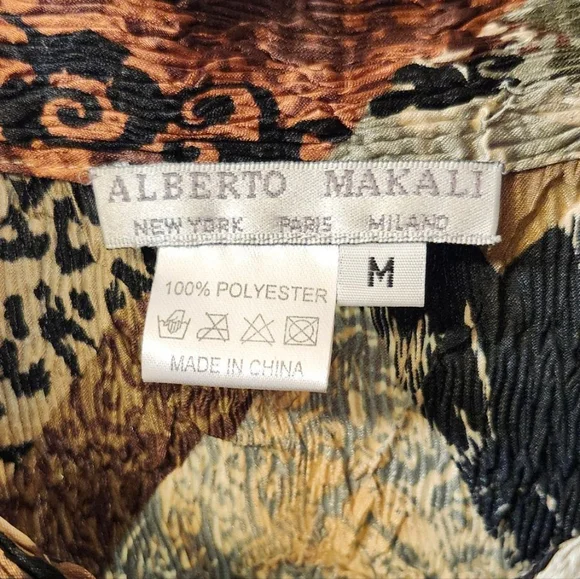 ALBERTO MAKALI
NEW YORK PARIS MILANO
M
100% POLYESTER
MADE IN CHINA